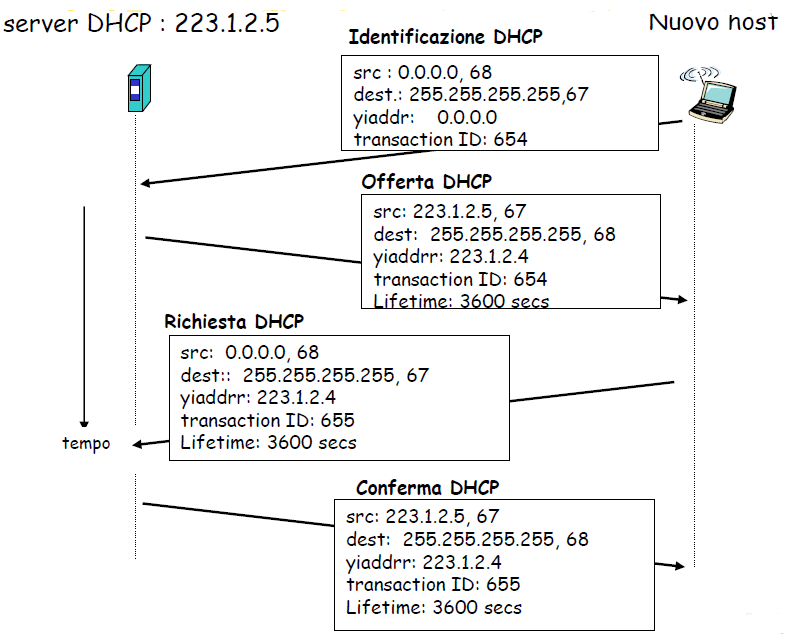 server DHCP : 223.1.2.5
Nuovo host
Identificazione DHCP
src : 0.0.0.0, 68
dest.: 255.255.255.255,67
yiaddr: 0.0.0.0
transaction ID: 654
Offerta DHCP
src: 223.1.2.5, 67
dest: 255.255.255.255, 68
yiaddrr: 223.1.2.4
transaction ID: 654
Lifetime: 3600 secs
Richiesta DHCP
src: 0.0.0.0, 68
dest:: 255.255.255.255, 67
yiaddrr: 223.1.2.4
transaction ID: 655
Lifetime: 3600 secs
tempo
Conferma DHCP
src: 223.1.2.5, 67
dest: 255.255.255.255, 68
yiaddrr: 223.1.2.4
transaction ID: 655
Lifetime: 3600 secs